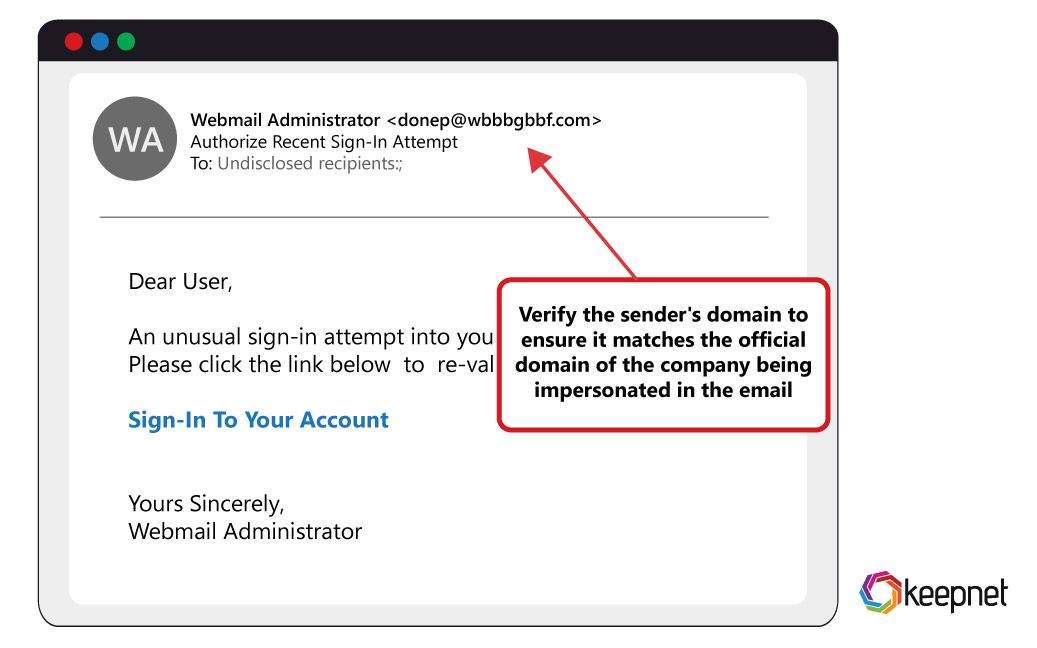 WA
Webmail Administrator <donep@wbbbgbbf.com>
Authorize Recent Sign-In Attempt
To: Undisclosed recipients:;
Dear User,
An unusual sign-in attempt into you
Please click the link below to re-val
Verify the sender's domain to
ensure it matches the official
domain of the company being
impersonated in the email
Sign-In To Your Account
Yours Sincerely,
Webmail Administrator
keepnet